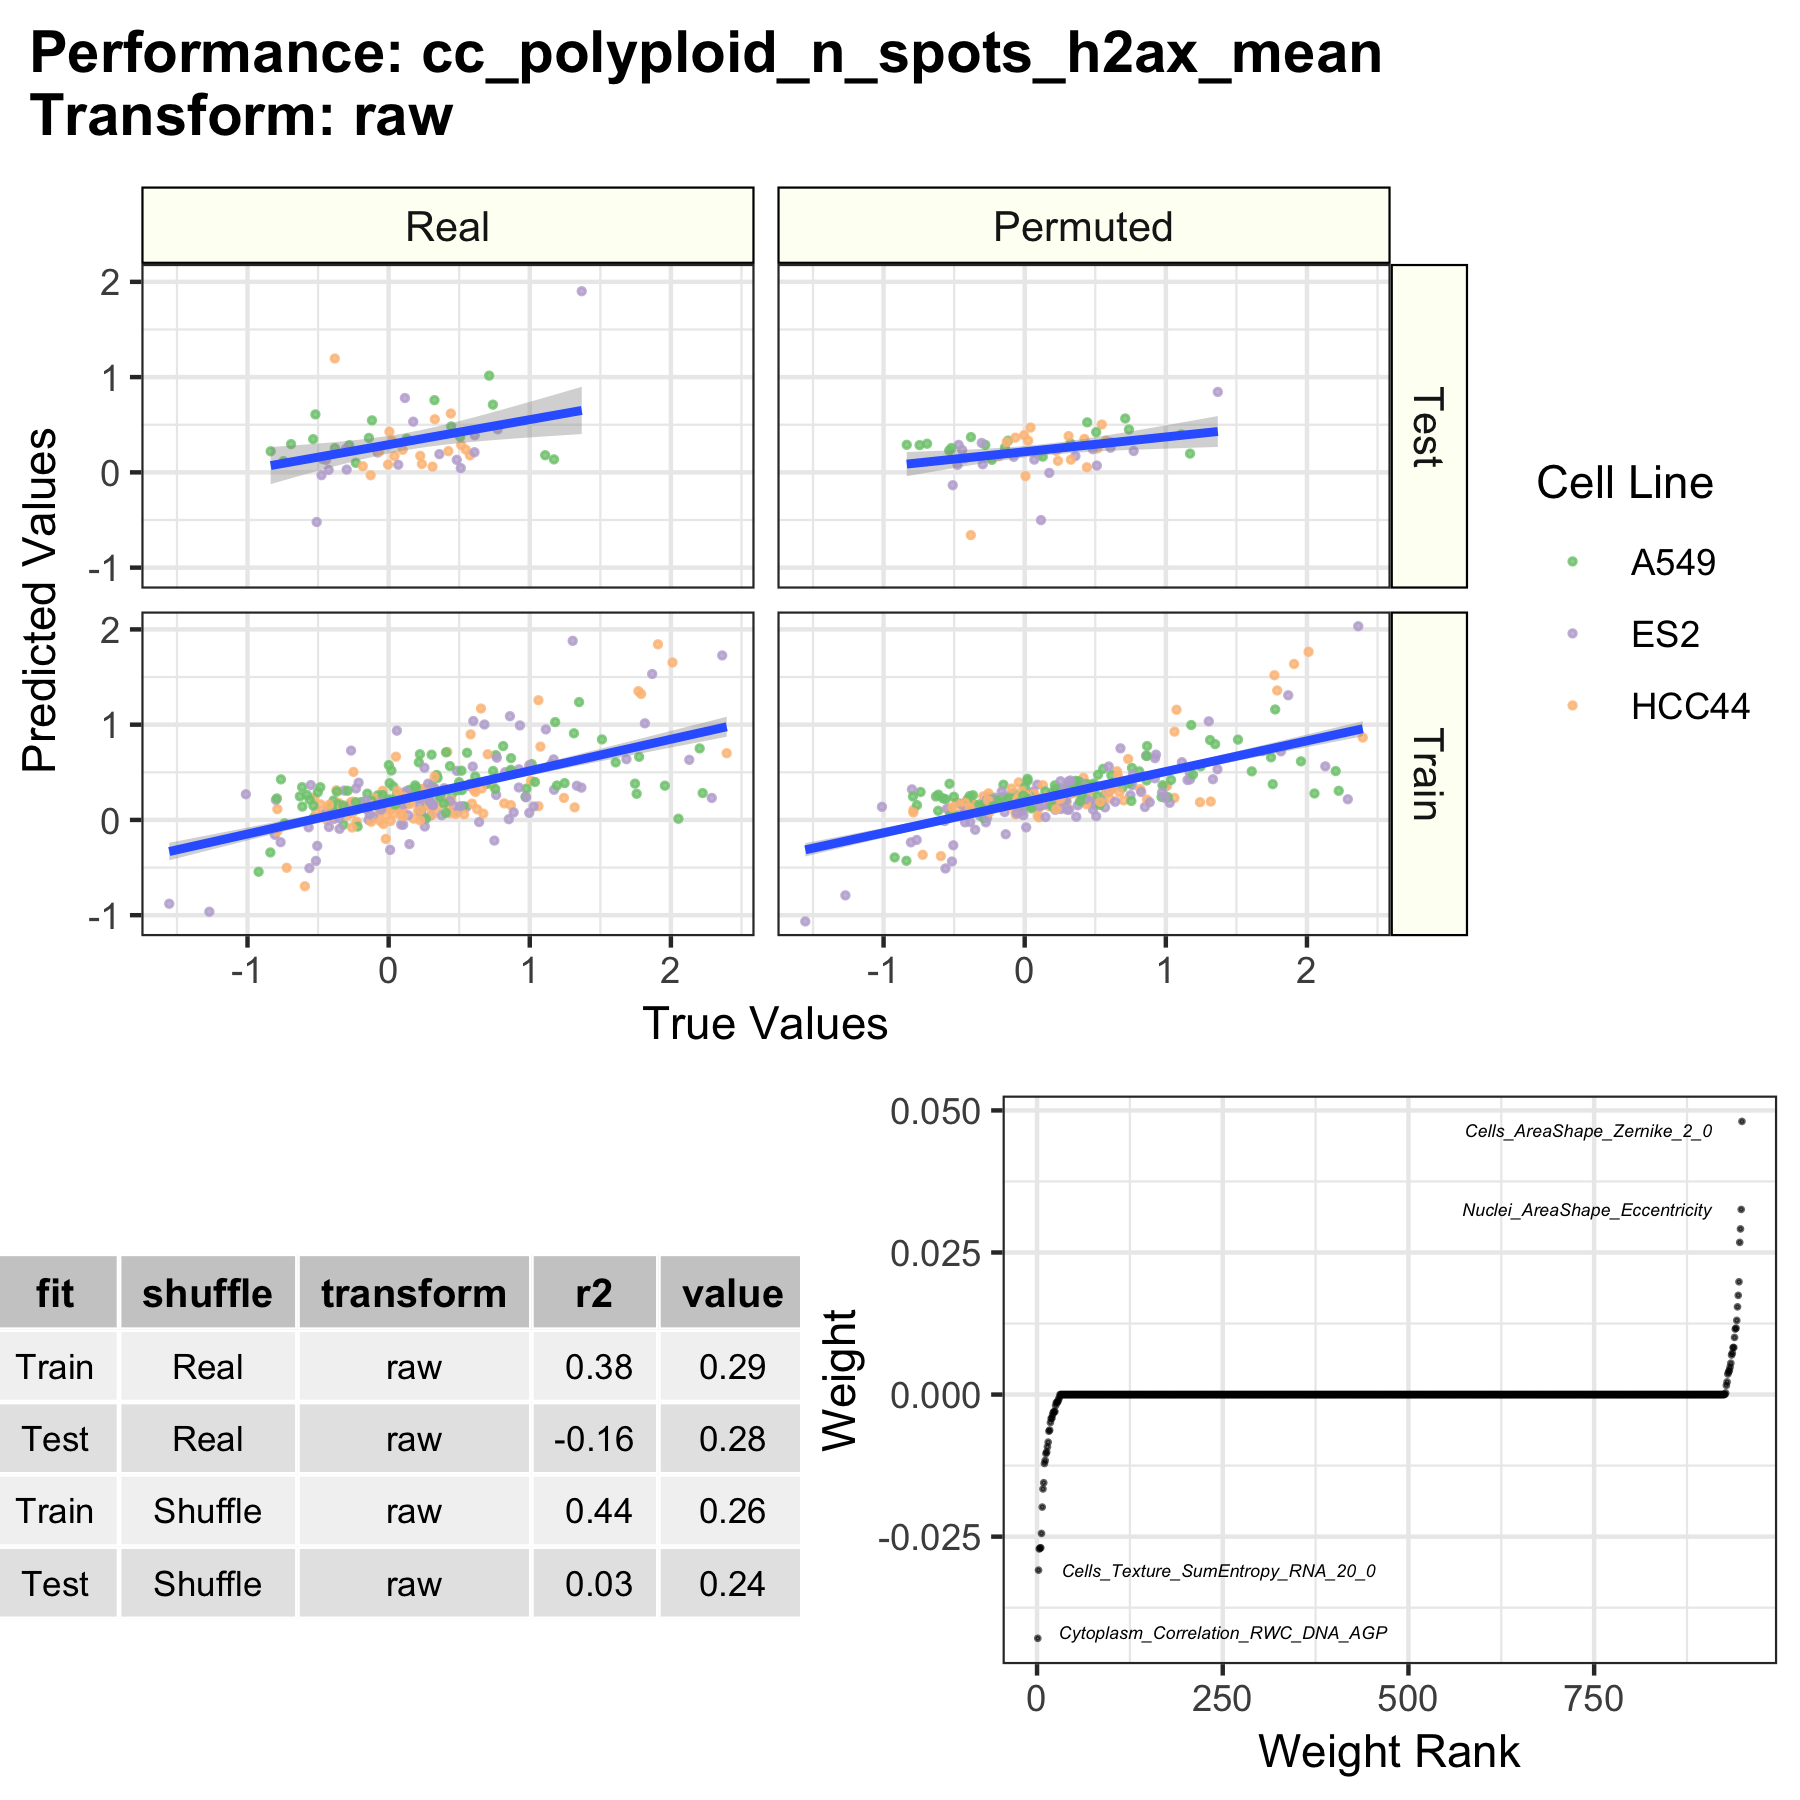 Performance: cc_polyploid_n_spots_h2ax_mean
Transform: raw
Real
Permuted
2
1
0
-1
Test
2
1
0
-1
Train
-1
0
1
2
-1
0
1
2
Predicted Values
True Values
Cell Line
A549
ES2
HCC44
fit shuffle transform r2 value
Train Real raw 0.38 0.29
Test Real raw -0.16 0.28
Train Shuffle raw 0.44 0.26
Test Shuffle raw 0.03 0.24
Weight
0.050
0.025
0.000
-0.025
Cells_AreaShape_Zernike_2_0
Nuclei_AreaShape_Eccentricity
Cells_Texture_SumEntropy_RNA_20_0
Cytoplasm_Correlation_RWC_DNA_AGP
0
250
500
750
Weight Rank